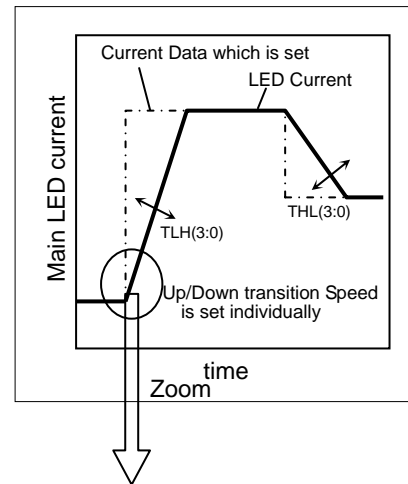 Current Data which is set
LED Current
Main LED current
TLH(3:0)
THL(3:0)
Up/Down transition Speed
is set individually
time
Zoom